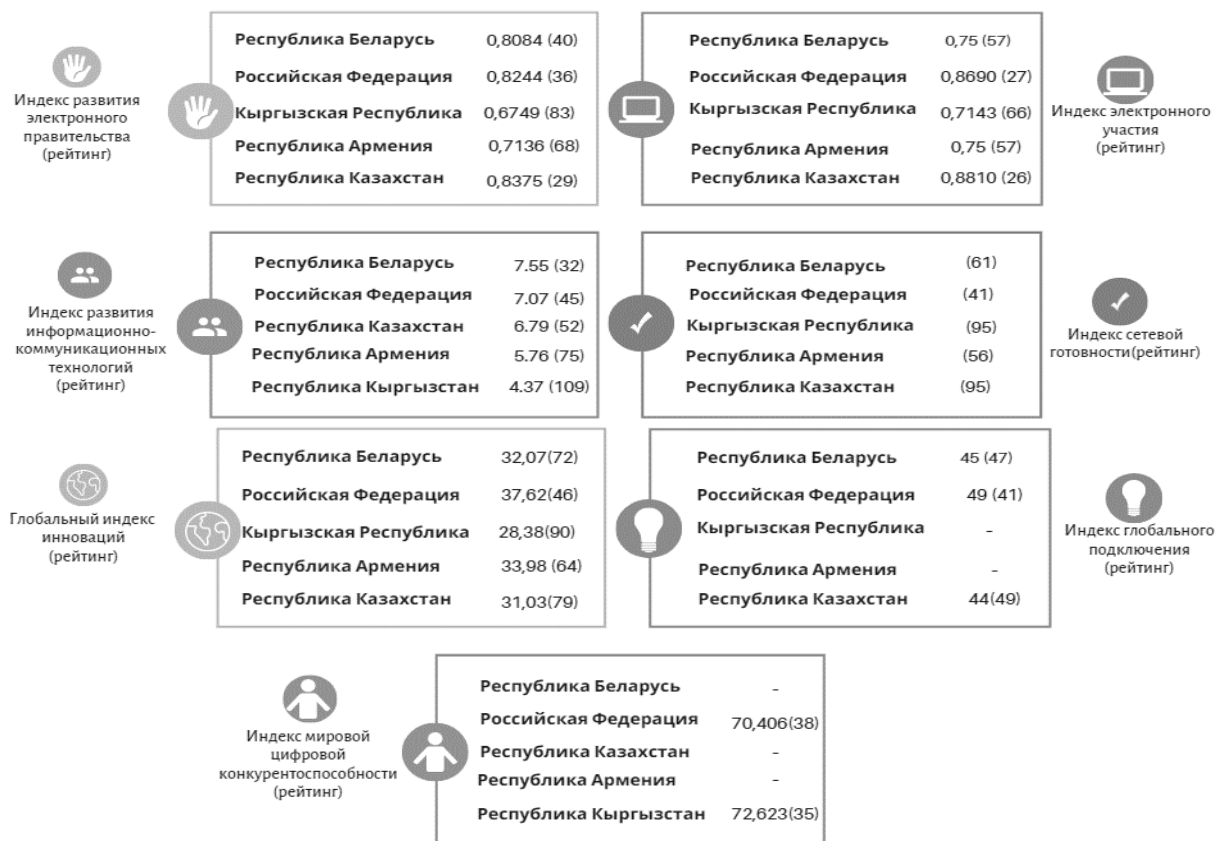 Индекс развития
электронного
правительства
(рейтинг)
Республика Беларусь 0,8084 (40)
Российская Федерация 0,8244 (36)
Кыргызская Республика 0,6749 (83)
Республика Армения 0,7136 (68)
Республика Казахстан 0,8375 (29)
Республика Беларусь 0,75 (57)
Российская Федерация 0,8690 (27)
Кыргызская Республика 0,7143 (66)
Республика Армения 0,75 (57)
Республика Казахстан 0,8810 (26)
Индекс электронного
участия
(рейтинг)
Индекс развития
информационно-
коммуникационных
технологий
(рейтинг)
Республика Беларусь 7.55 (32)
Российская Федерация 7.07 (45)
Республика Казахстан 6.79 (52)
Республика Армения 5.76 (75)
Республика Кыргызстан 4.37 (109)
Республика Беларусь (61)
Российская Федерация (41)
Кыргызская Республика (95)
Республика Армения (56)
Республика Казахстан (95)
Индекс сетевой
готовности(рейтинг)
Глобальный индекс
инноваций
(рейтинг)
Республика Беларусь 32,07(72)
Российская Федерация 37,62(46)
Кыргызская Республика 28,38(90)
Республика Армения 33,98 (64)
Республика Казахстан 31,03(79)
Республика Беларусь 45 (47)
Российская Федерация 49 (41)
Кыргызская Республика -
Республика Армения -
Республика Казахстан 44(49)
Индекс глобального
подключения
(рейтинг)
Индекс мировой
цифровой
конкурентоспособности
(рейтинг)
Республика Беларусь -
Российская Федерация 70,406(38)
Республика Казахстан -
Республика Армения -
Республика Кыргызстан 72,623(35)